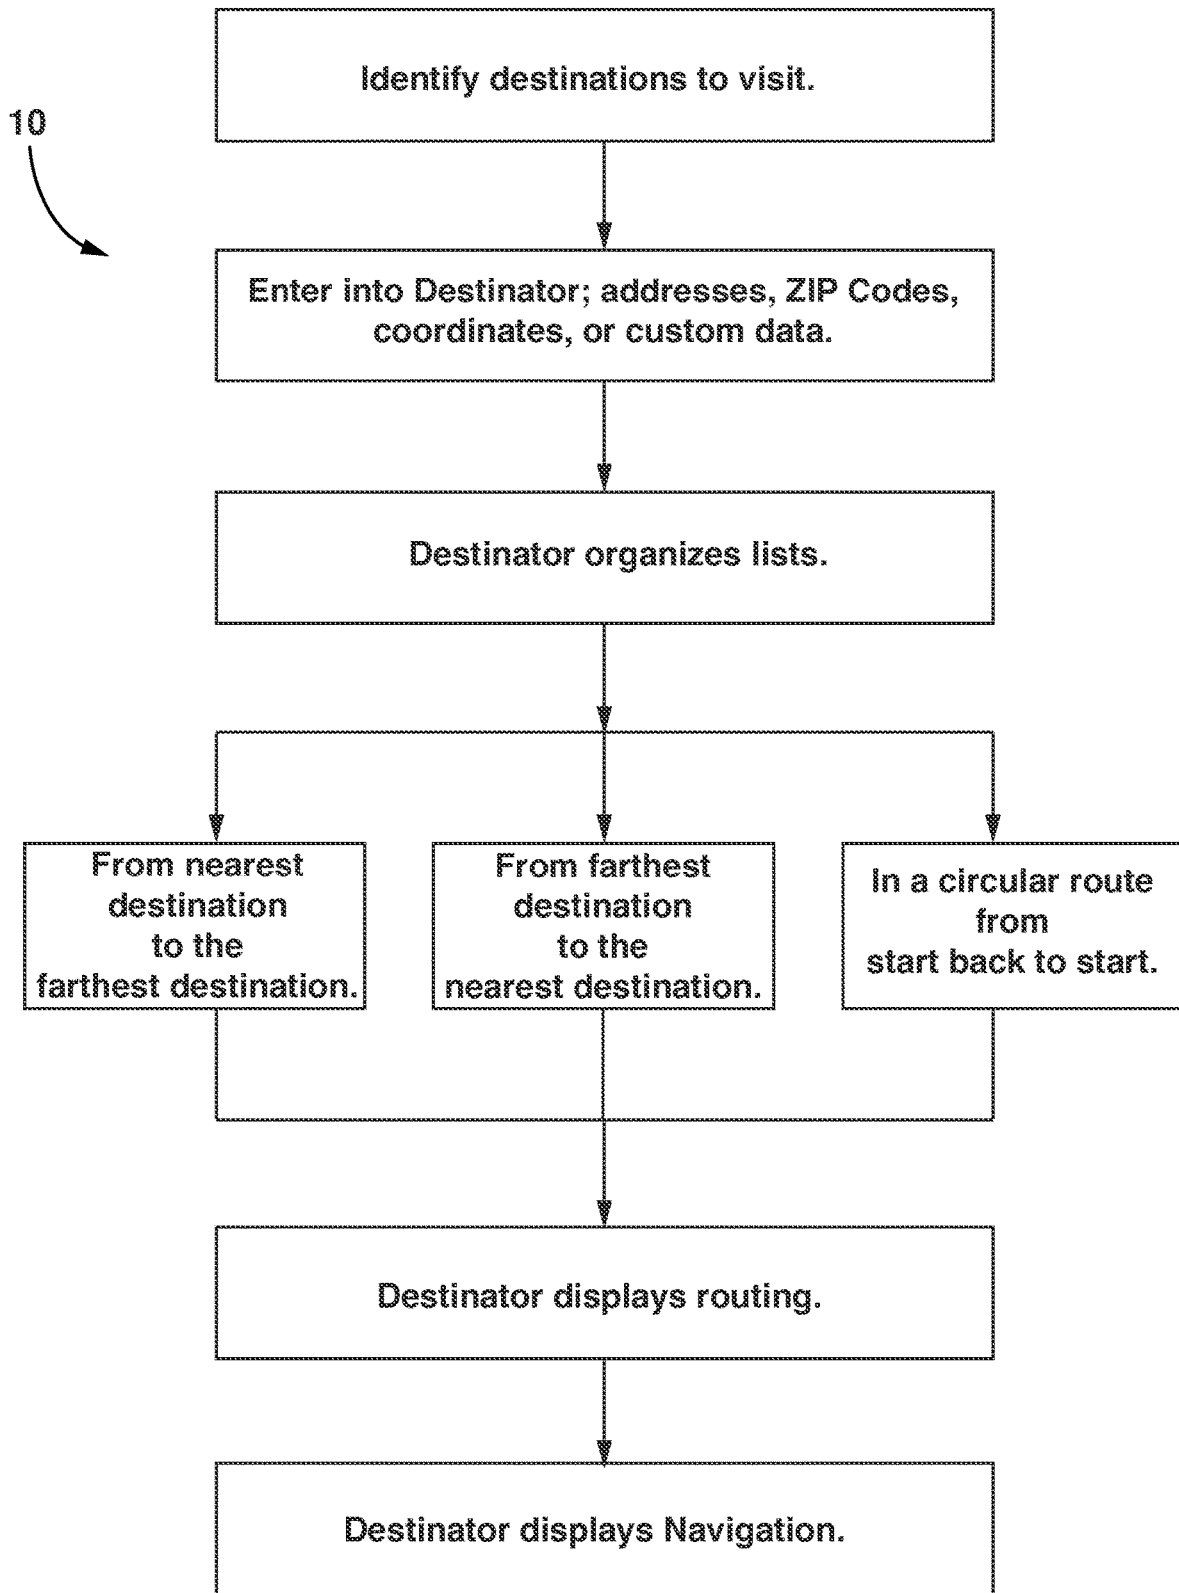 Identify destinations to visit.
10
Enter into Destinator; addresses, ZIP Codes,
coordinates, or custom data.
Destinator organizes lists.
From nearest
destination
to the
farthest destination.
From farthest
destination
to the
nearest destination.
In a circular route
from
start back to start.
Destinator displays routing.
Destinator displays Navigation.